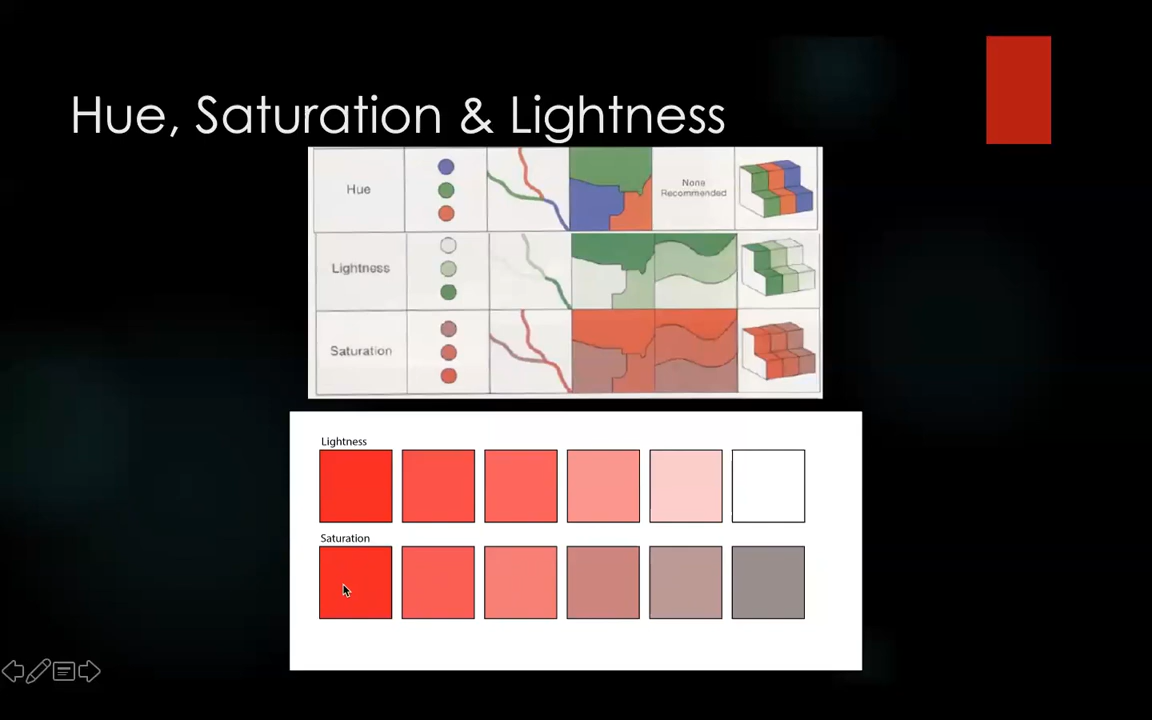 Hue, Saturation & Lightness
Hue
None
Recommended
Lightness
Saturation
Lightness
Saturation